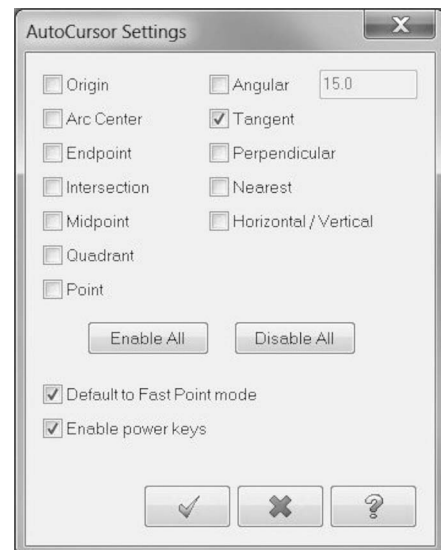 AutoCursor Settings
Origin
Angular 15.0
Arc Center
Tangent
Endpoint
Perpendicular
Intersection
Nearest
Midpoint
Horizontal / Vertical
Quadrant
Point
Enable All
Disable All
Default to Fast Point mode
Enable power keys